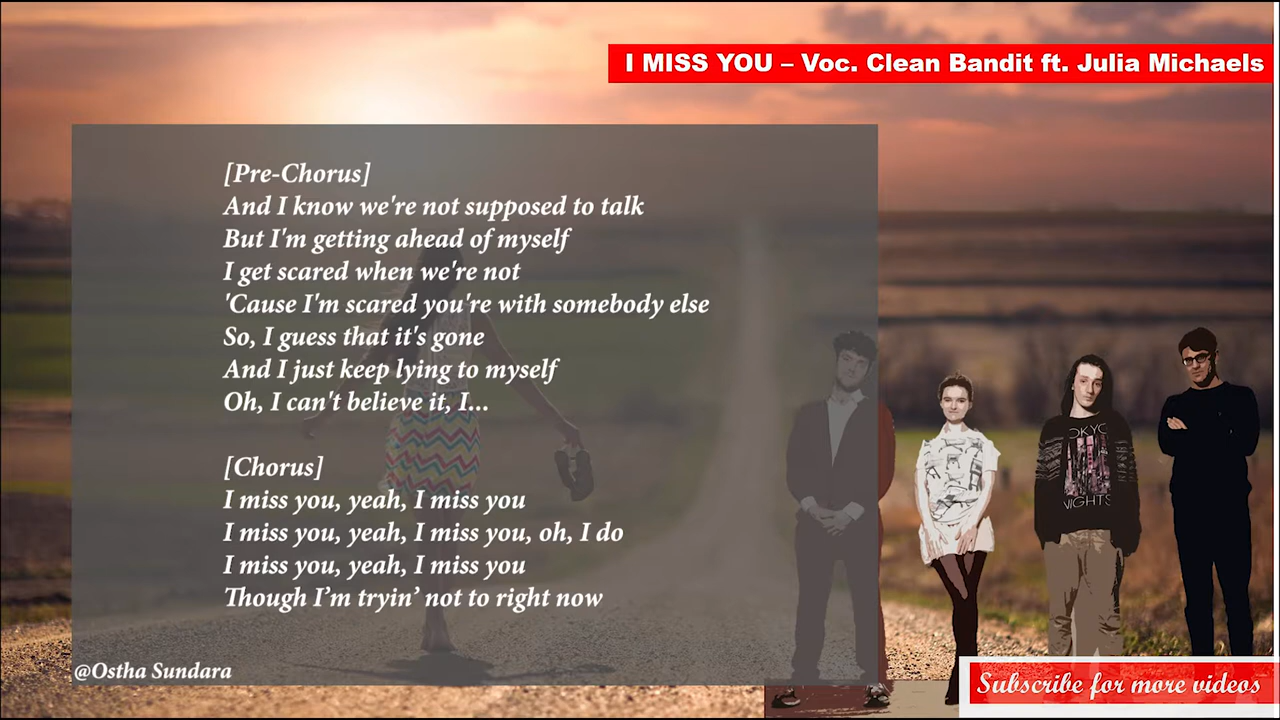 I MISS YOU – Voc. Clean Bandit ft. Julia Michaels
[Pre-Chorus]
And I know we're not supposed to talk
But I'm getting ahead of myself
I get scared when we're not
'Cause I'm scared you're with somebody else
So, I guess that it's gone
And I just keep lying to myself
Oh, I can't believe it, I...
[Chorus]
I miss you, yeah, I miss you
I miss you, yeah, I miss you, oh, I do
I miss you, yeah, I miss you
Though I’m tryin’ not to right now
OKYO
NIGHTS
@Ostha Sundara
Subscribe for more videos